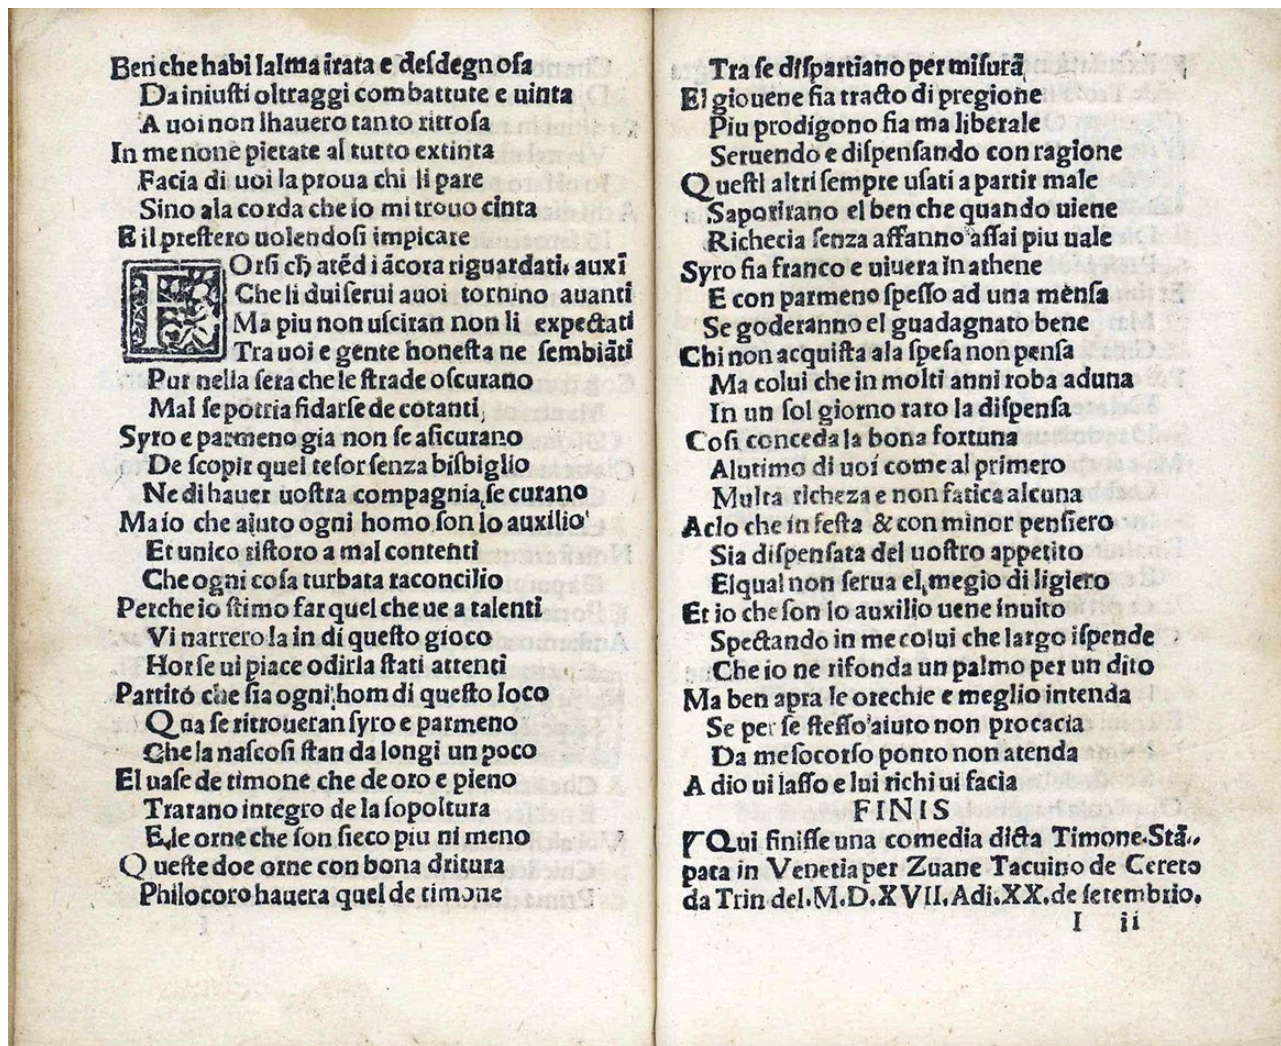 Ben che habi lalma irata e desdegnosa
Da iniusti oltraggi combattute e uinta
A uoi non lhauero tanto ritrosa
In me none pietate al tutto extinta
Facia di uoi la proua chi li pare
Sino ala corda che io mi trouo cinta
E il prestero uolendosi impicare
FOrsi ch̄ atēd i ācora riguardati, auxī
Che li dui serui auoi tornino auanti
Ma piu non usciran non li expectati
Tra uoi e gente honesta ne sembiāti
Pur nella sera che le strade oscurano
Mal se potria fidarse de cotanti
Syro e parmeno gia non se asicurano
De scopir quel tesor senza bisbiglio
Ne di hauer uostra compagnia se curano
Ma io che aiuto ogni homo son lo auxilio
Et unico ristoro a mal contenti
Che ogni cosa turbata raconcilio
Perche io stimo far quel che ue a talenti
Vi narrero la in di questo gioco
Hor se ui piace odirla stati attenti
Partito che sia ogni hom di questo loco
Qua se ritroueran syro e parmeno
Che la nascosi stan da longi un poco
El uase de timone che de oro e pieno
Trarano integro de la sopoltura
E le orne che son sieco piu ni meno
Queste doe orne con bona dritura
Philocoro hauera quel de timone
Tra se dispartiano per misurā
El giouene fia tracto di pregione
Piu prodigo no fia ma liberale
Seruendo e dispensando con ragione
Questi altri sempre usati a partir male
Saporirano el ben che quando uiene
Richecia senza affanno assai piu uale
Syro fia franco e uiuera in athene
E con parmeno spesso ad una mensa
Se goderanno el guadagnato bene
Chi non acquista ala spesa non pensa
Ma colui che in molti anni roba aduna
In un sol giorno raro la dispensa
Cosi conceda la bona fortuna
Alutimo di uoi come al primero
Multa richeza e non fatica alcuna
Acio che in festa & con minor pensiero
Sia dispensata del uostro appetito
Elqual non serua el megio di ligiero
Et io che son lo auxilio uene inuito
Spectando in me colui che largo ispende
Che io ne rifonda un palmo per un dito
Ma ben apra le orechie e meglio intenda
Se per se stesso aiuto non procacia
Da me socorso ponto non atenda
A dio ui lasso e lui richi ui facia
FINIS
Qui finisse una comedia dicta Timone. Stā,
pata in Venetia per Zuane Tacuino de Cereto
da Trin del. M. D. XVII. Adi. XX. de setembrio.
I ii